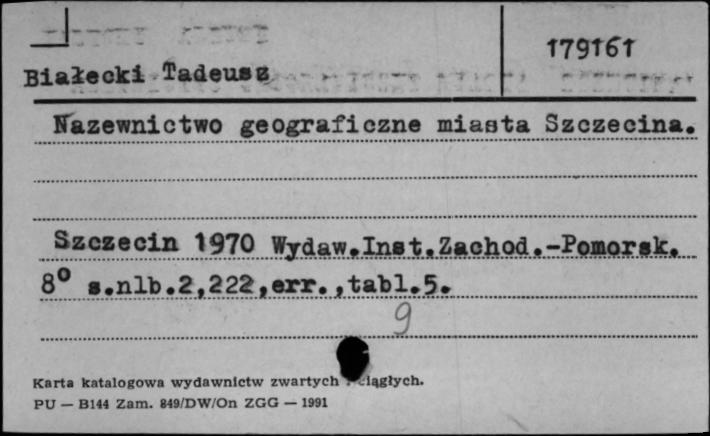 179161
Białecki Tadeusz
Nazewnictwo geograficzne miasta Szczecina.
Szczecin 1970 Wydaw.Inst.Zachod.-Pomorsk.
8° s.nlb.2,222,err.,tabl.5.
9
Karta katalogowa wydawnictw zwartych i ciągłych.
PU — B144 Zam. 849/DW/On ZGG — 1991